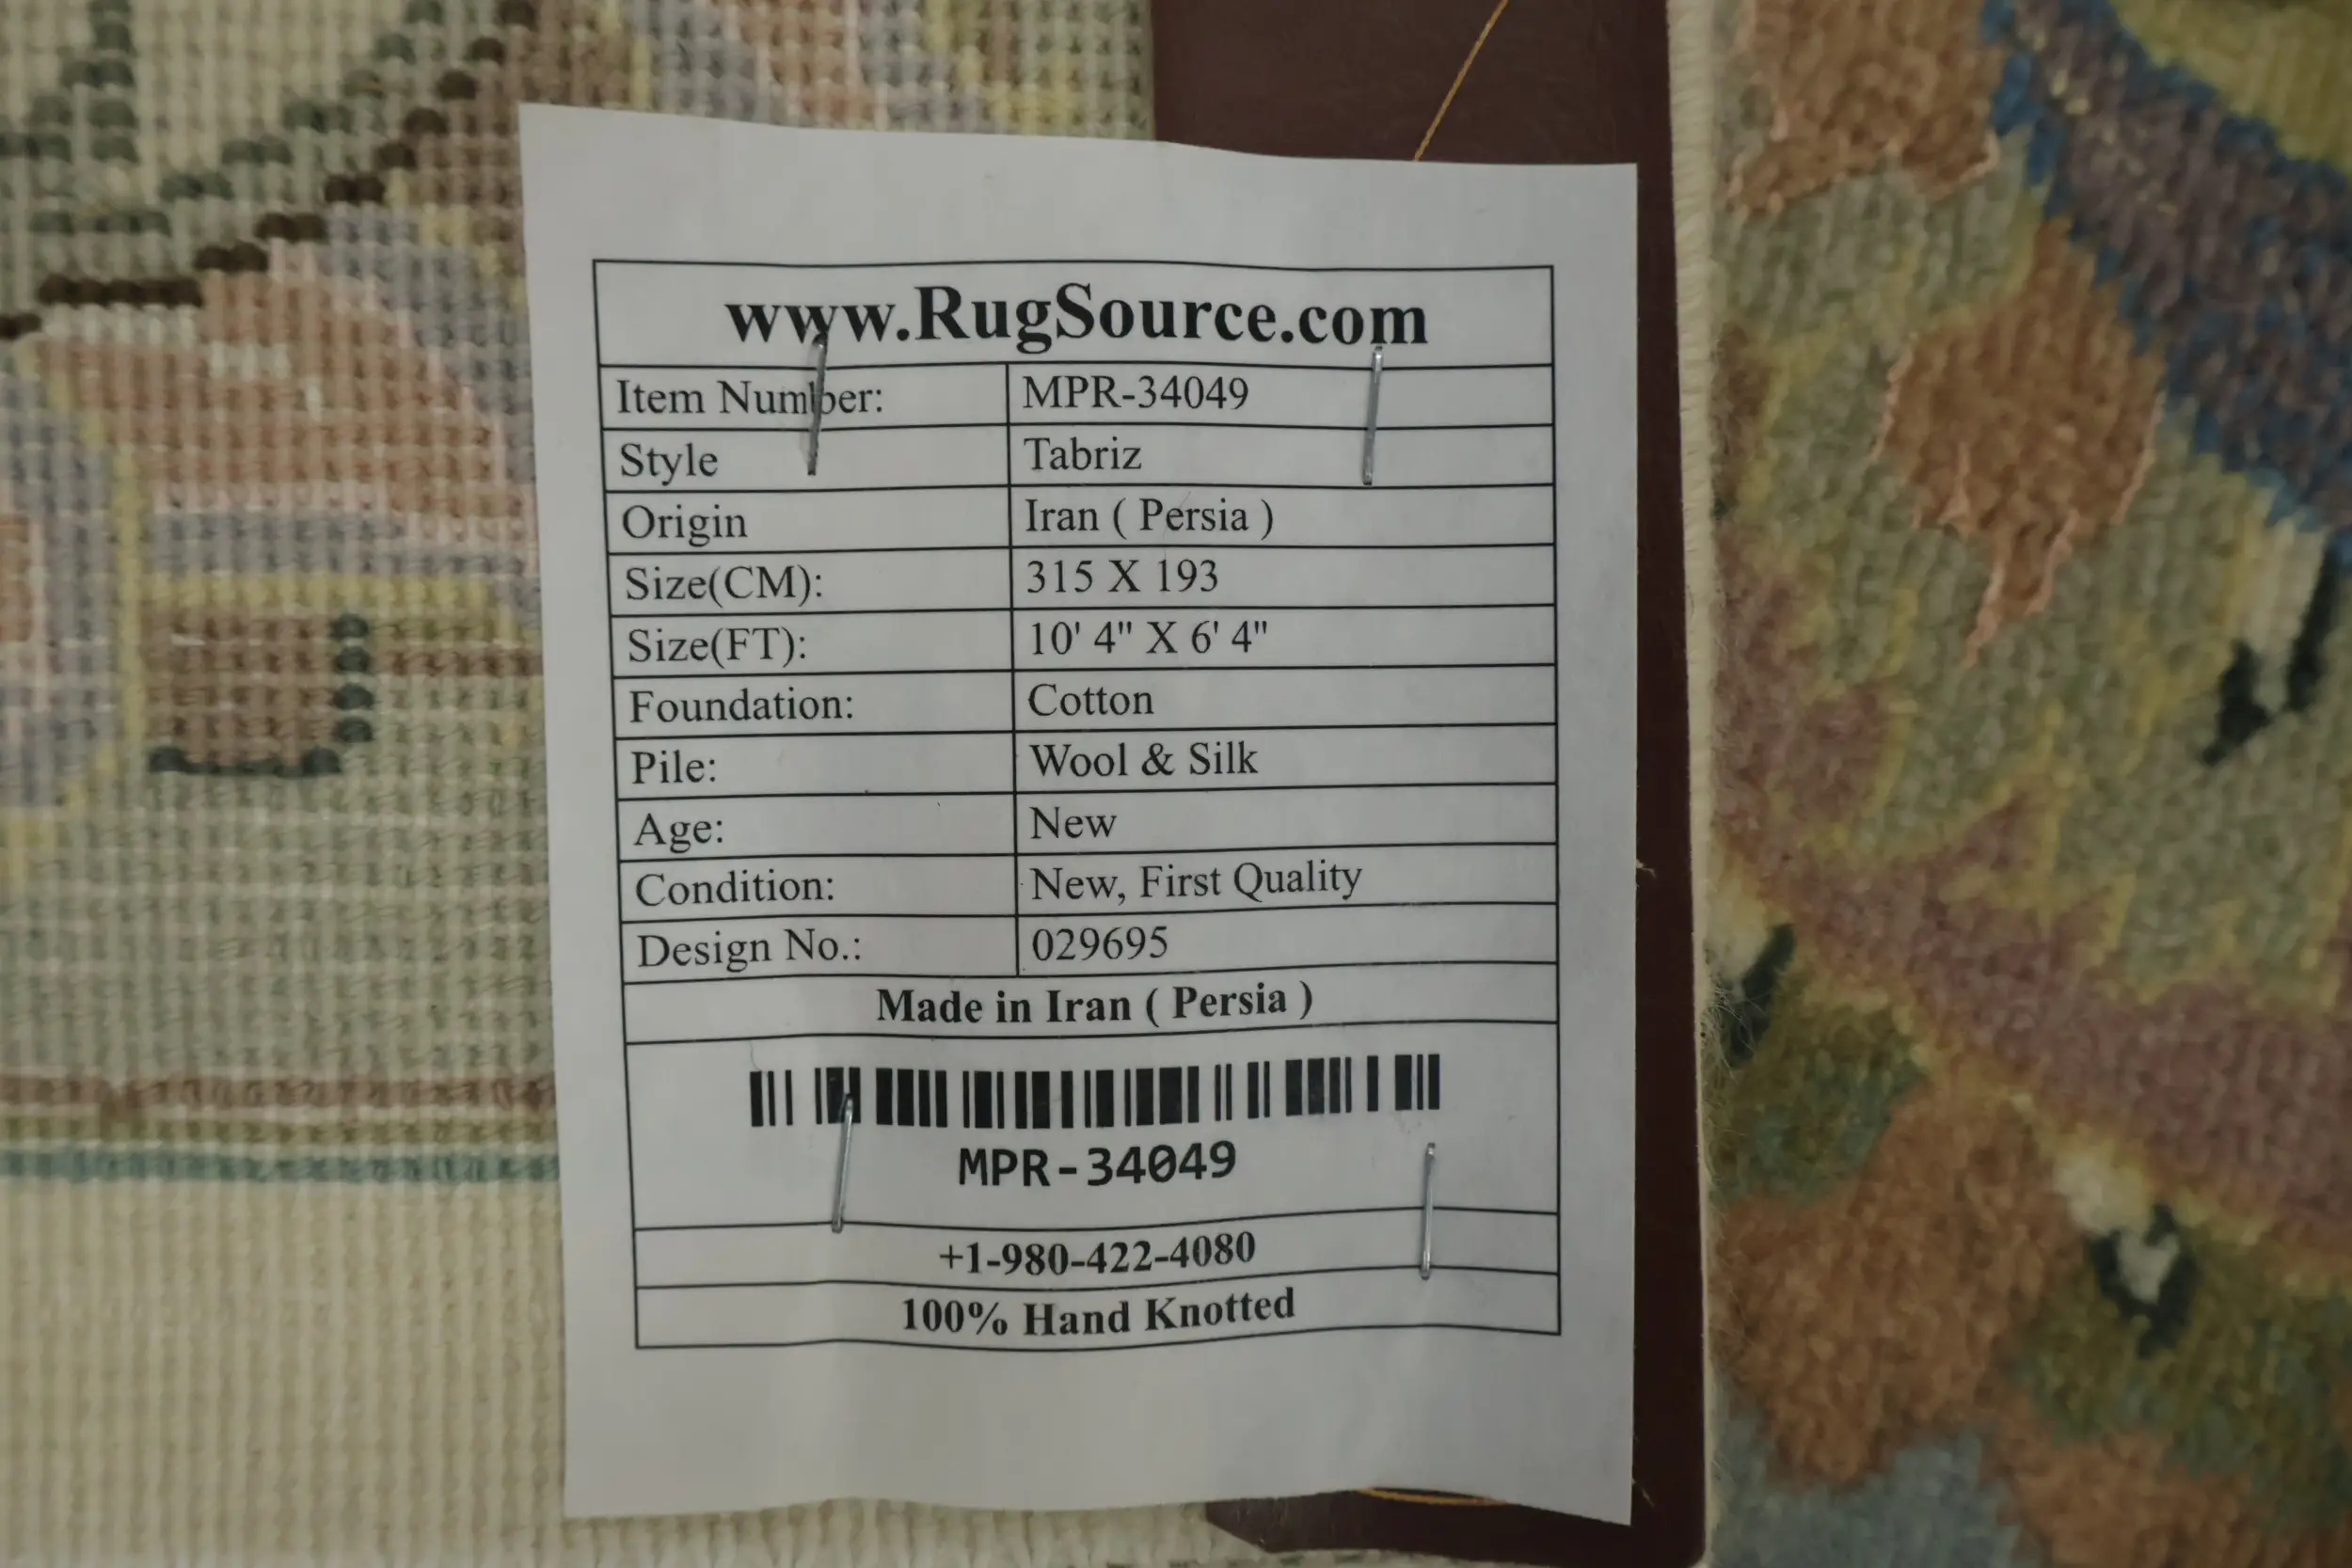 www.RugSource.com
Item Number: MPR-34049
Style Tabriz
Origin Iran ( Persia )
Size(CM): 315 X 193
Size(FT): 10' 4" X 6' 4"
Foundation: Cotton
Pile: Wool & Silk
Age: New
Condition: New, First Quality
Design No.: 029695
Made in Iran ( Persia )
MPR-34049
+1-980-422-4080
100% Hand Knotted